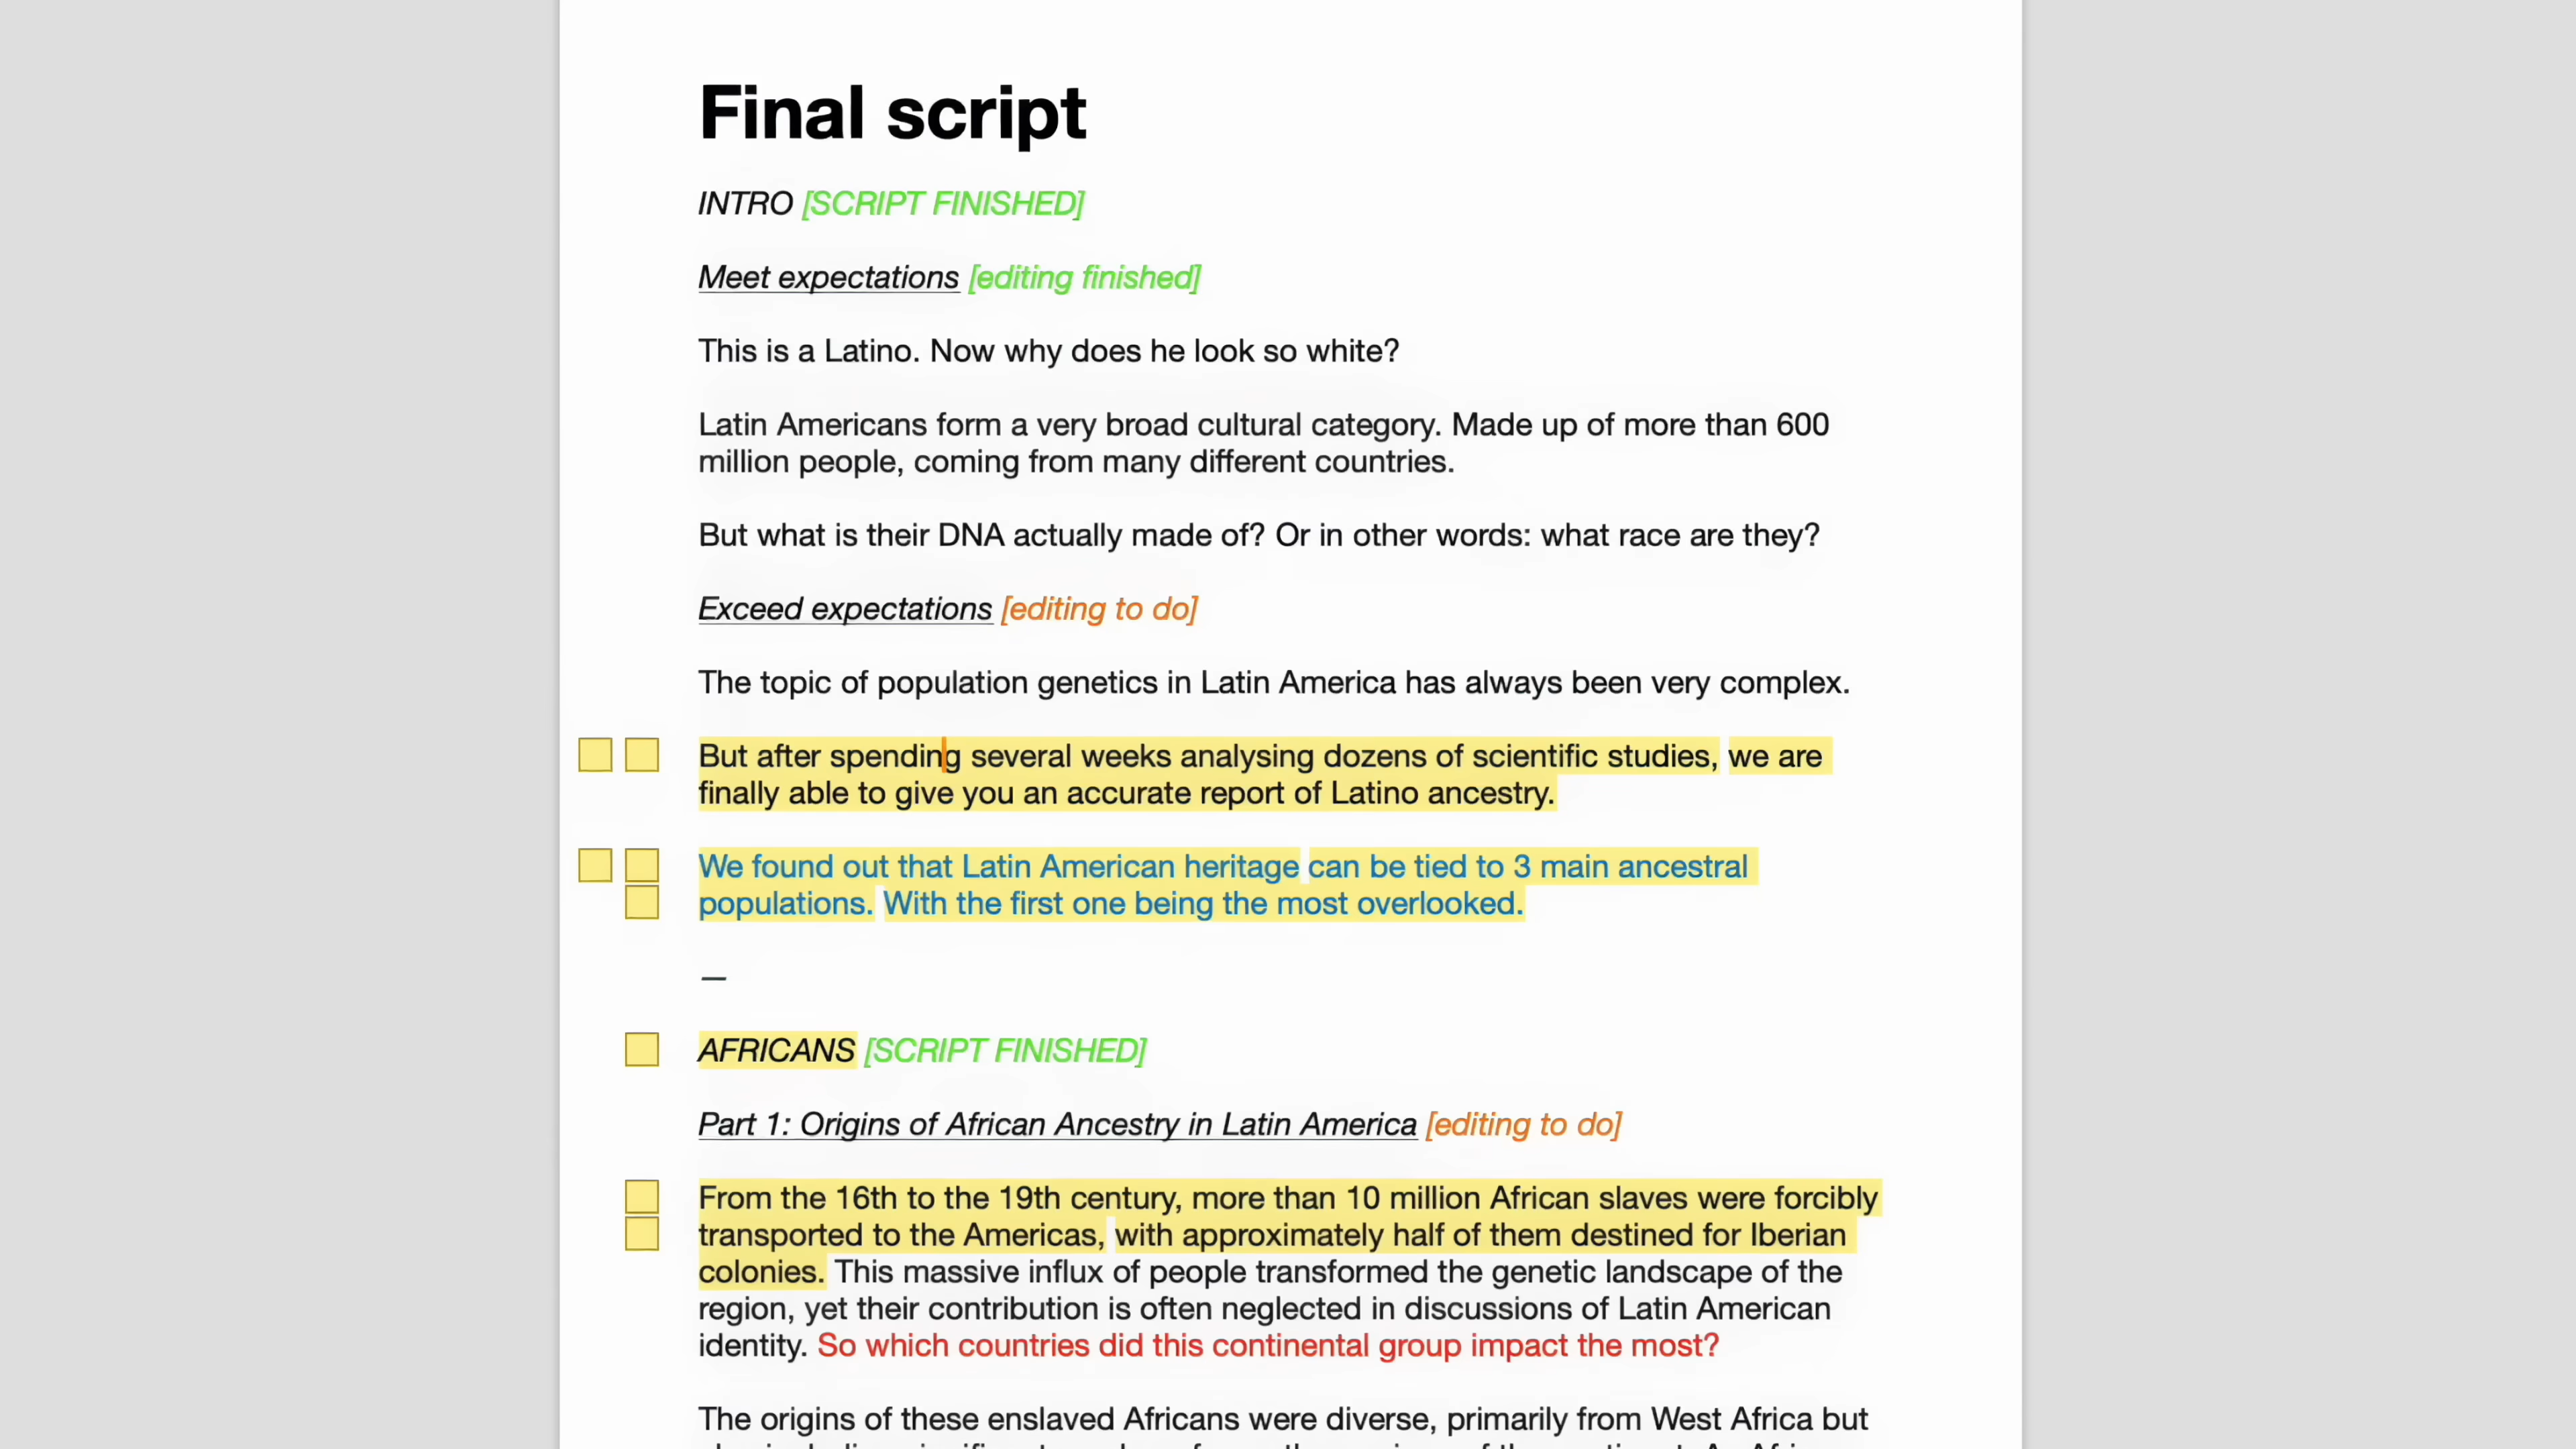 Final script
INTRO [SCRIPT FINISHED]
Meet expectations [editing finished]
This is a Latino. Now why does he look so white?
Latin Americans form a very broad cultural category. Made up of more than 600
million people, coming from many different countries.
But what is their DNA actually made of? Or in other words: what race are they?
Exceed expectations [editing to do]
The topic of population genetics in Latin America has always been very complex.
But after spending several weeks analysing dozens of scientific studies, we are
finally able to give you an accurate report of Latino ancestry.
We found out that Latin American heritage can be tied to 3 main ancestral
populations. With the first one being the most overlooked.
—
AFRICANS [SCRIPT FINISHED]
Part 1: Origins of African Ancestry in Latin America [editing to do]
From the 16th to the 19th century, more than 10 million African slaves were forcibly
transported to the Americas, with approximately half of them destined for Iberian
colonies. This massive influx of people transformed the genetic landscape of the
region, yet their contribution is often neglected in discussions of Latin American
identity. So which countries did this continental group impact the most?
The origins of these enslaved Africans were diverse, primarily from West Africa but